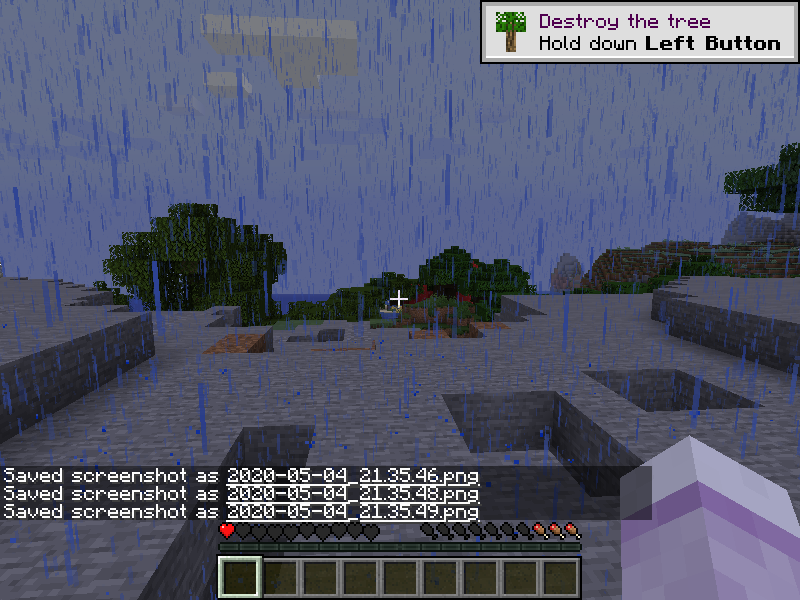 Destroy the tree
Hold down Left Button
Saved screenshot as 2020-05-04_21.35.46.png
Saved screenshot as 2020-05-04_21.35.48.png
Saved screenshot as 2020-05-04_21.35.49.png